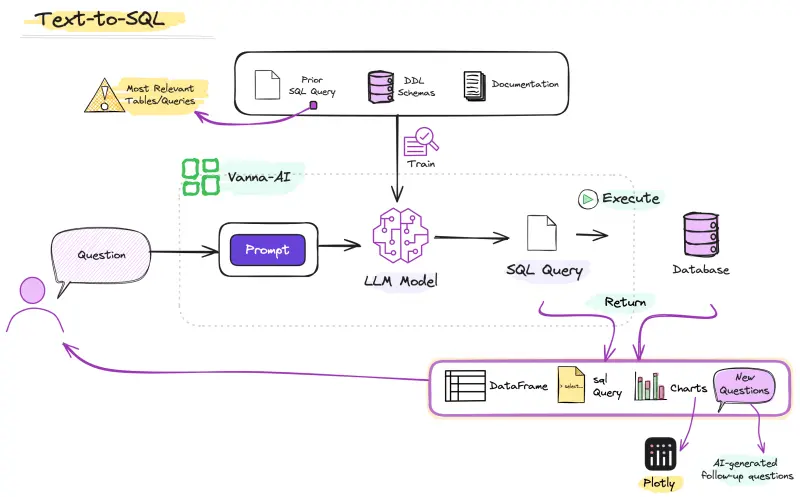 Text-to-SQL
Prior
SQL Query
DDL
Schemas
Documentation
Most Relevant
Tables/Queries
Train
Vanna-AI
Execute
Question
Prompt
LLM Model
SQL Query
Database
Return
DataFrame
> select...
sql
Query
Charts
New
Questions
Plotly
AI-generated
follow-up questions